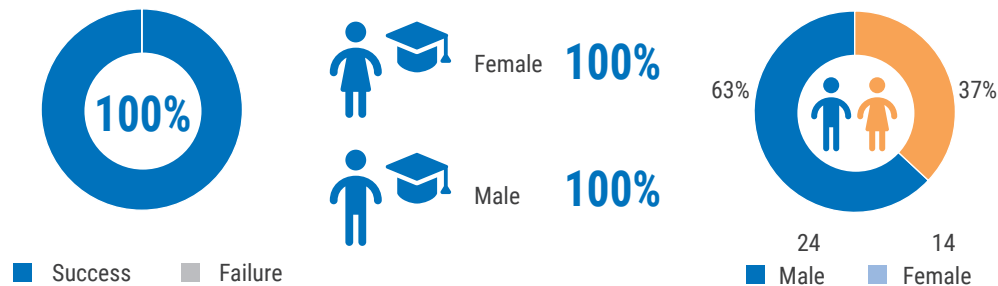 100%
Success Failure
Female 100%
Male 100%
63% 37%
24 14
Male Female